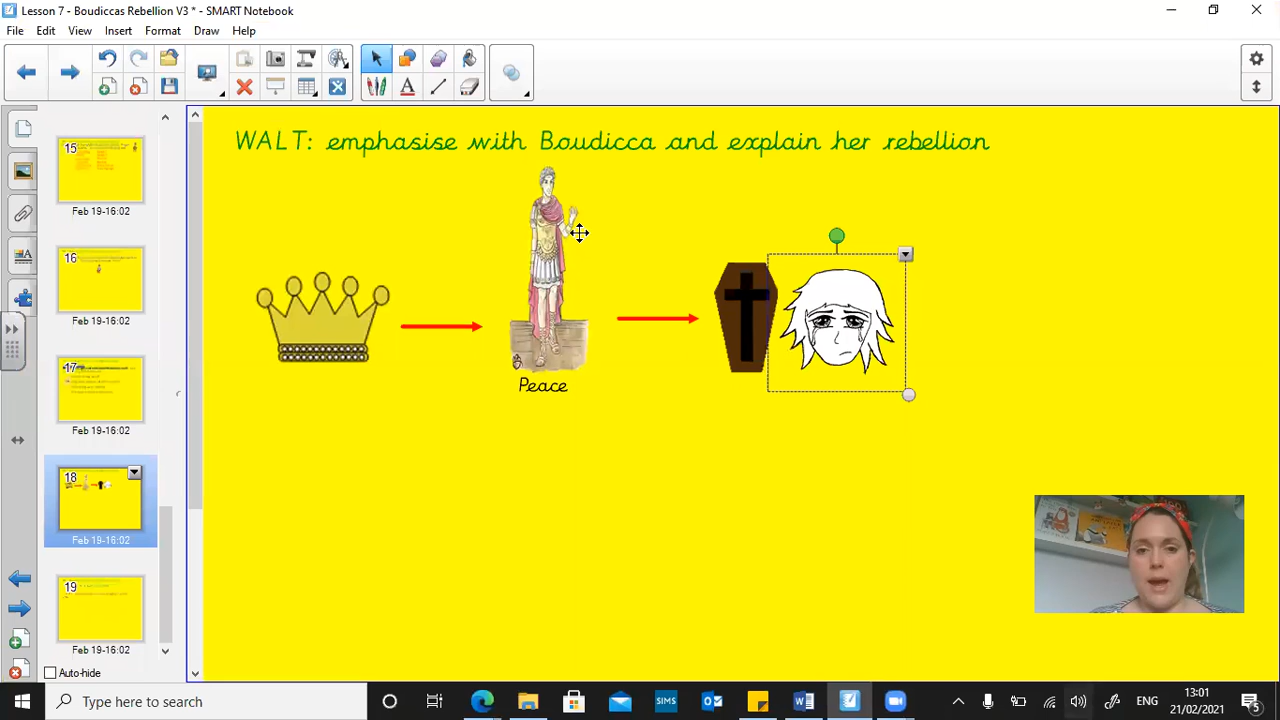 Lesson 7 - Boudiccas Rebellion V3 * - SMART Notebook
File Edit View Insert Format Draw Help
WALT: emphasise with Boudicca and explain her rebellion
Peace
15
Feb 19-16:02
16
Feb 19-16:02
17
Feb 19-16:02
18
Feb 19-16:02
19
Feb 19-16:02
Auto-hide
Type here to search
SIMS
ENG
13:01
21/02/2021
5